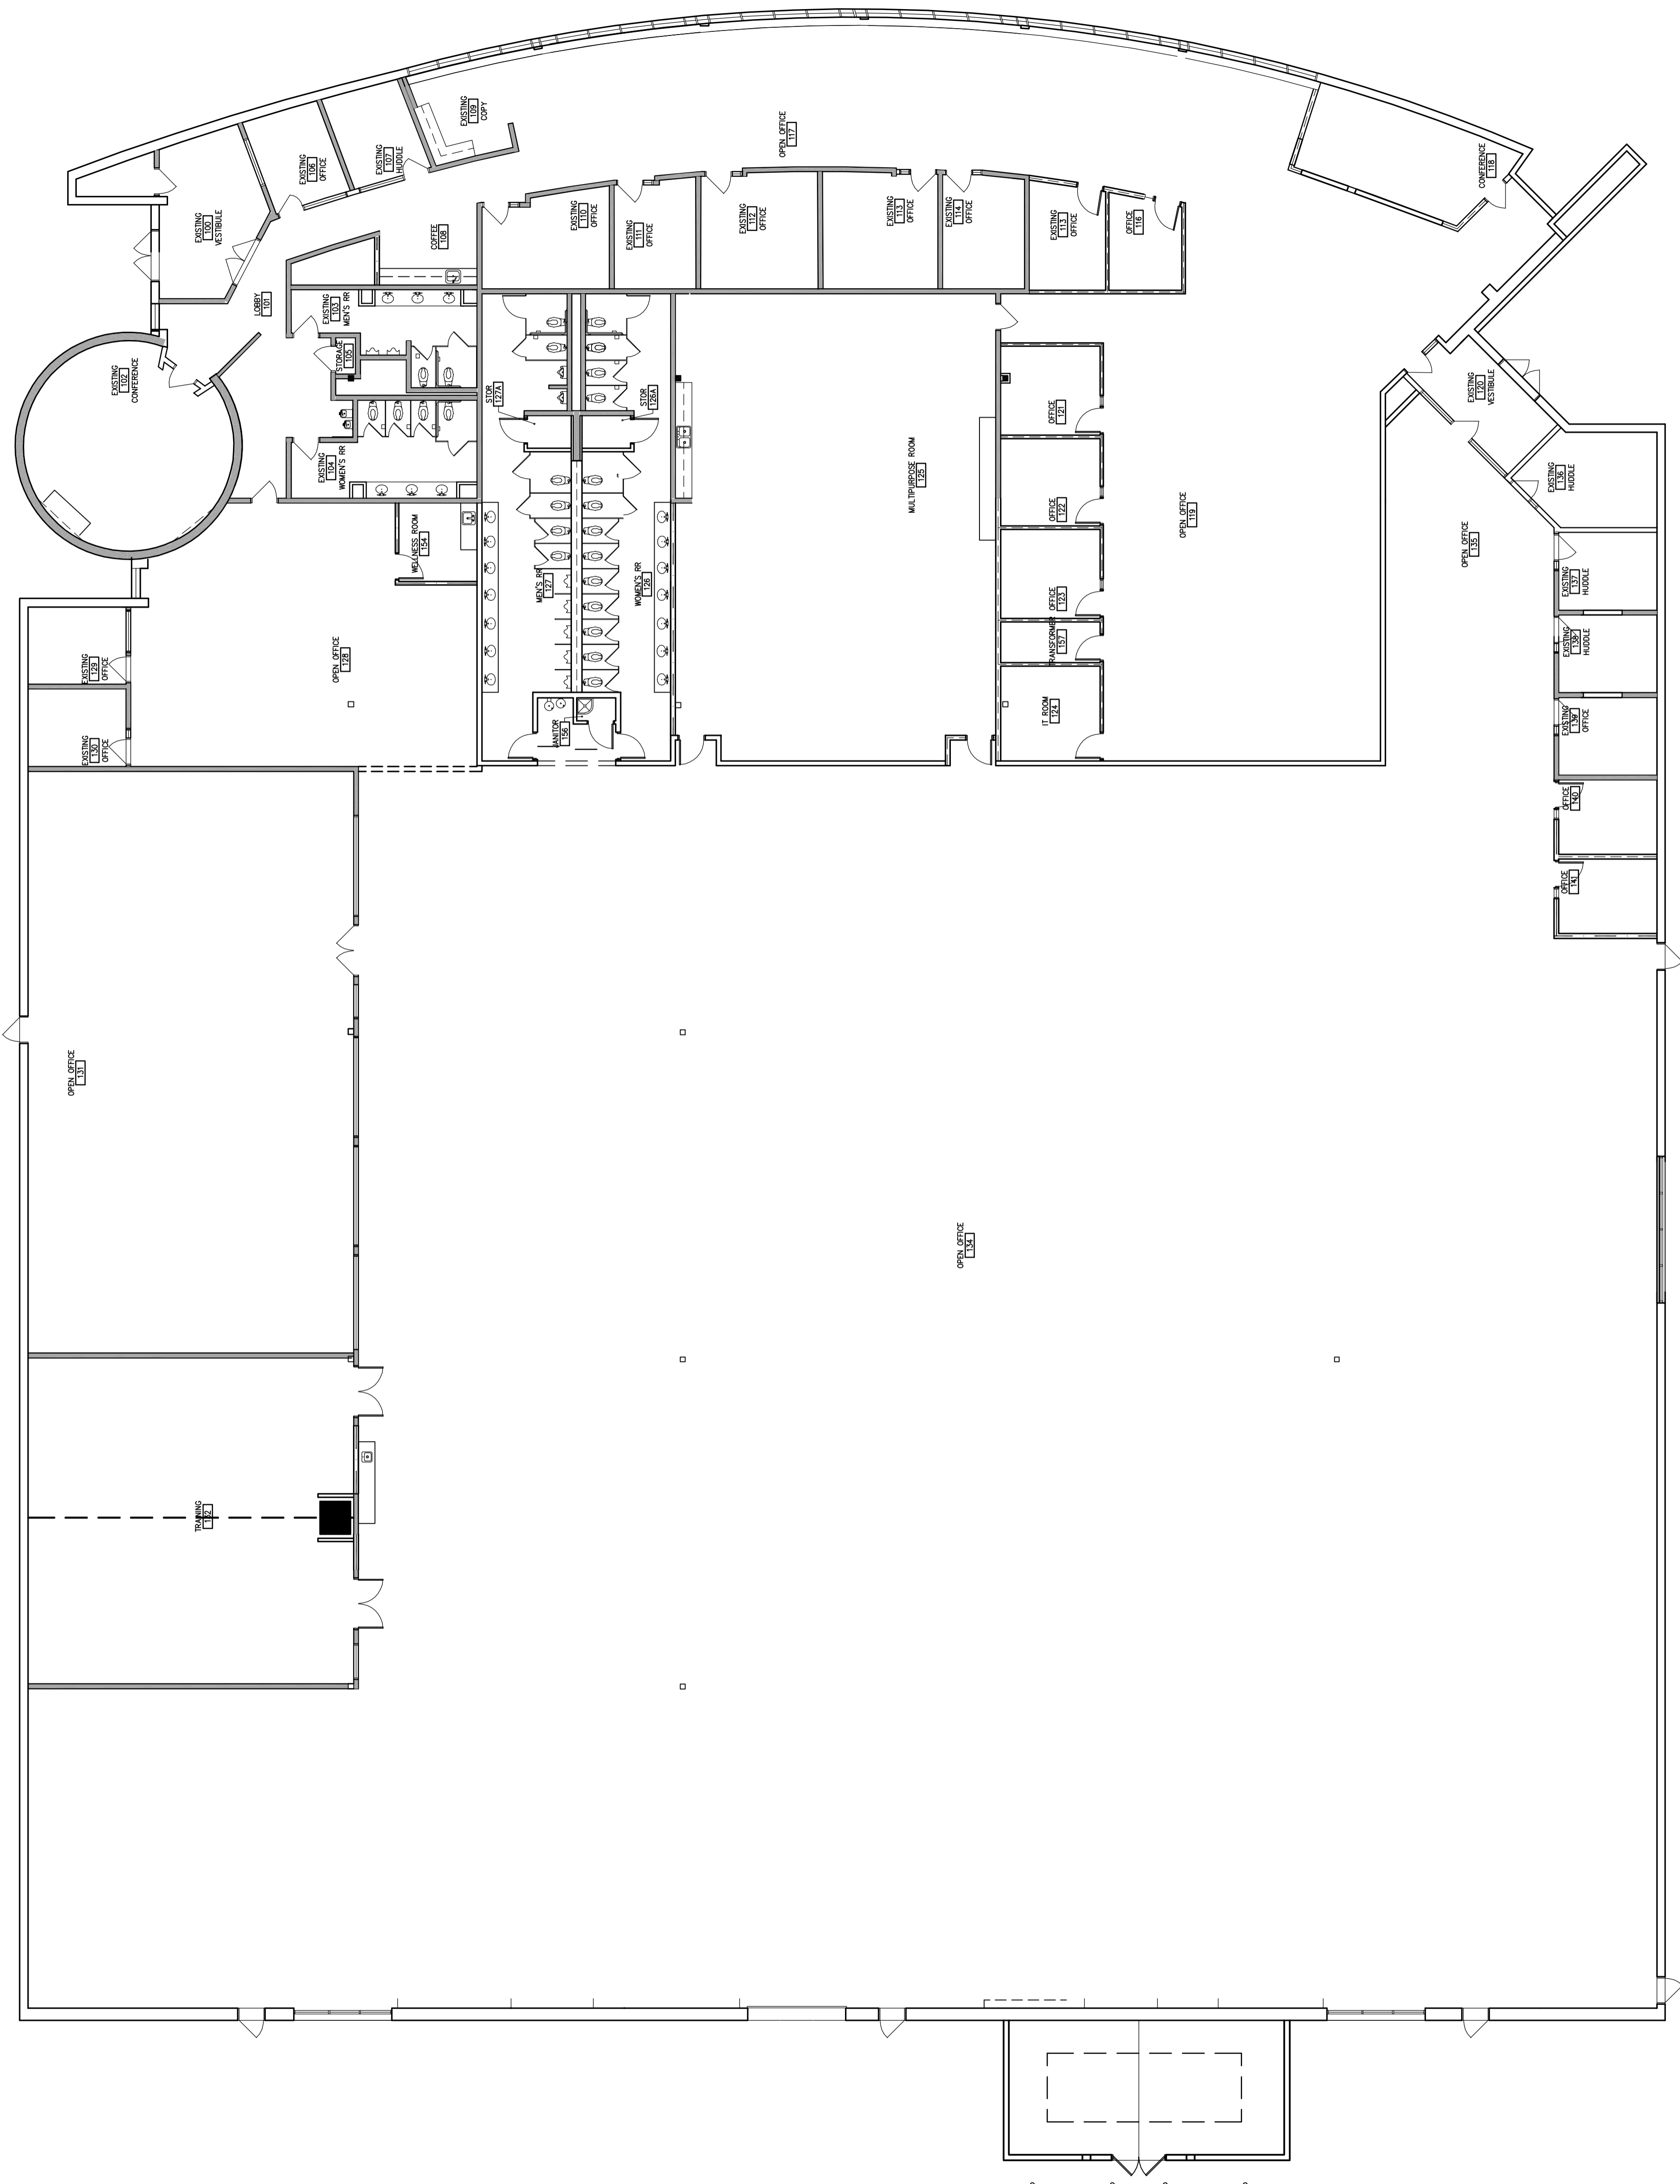 EXISTING
109
COPY
OPEN OFFICE
117
EXISTING
106
OFFICE
EXISTING
107
HUDDLE
CONFERENCE
118
EXISTING
100
VESTIBULE
COFFEE
108
EXISTING
110
OFFICE
EXISTING
111
OFFICE
EXISTING
112
OFFICE
EXISTING
113
OFFICE
EXISTING
114
OFFICE
EXISTING
113
OFFICE
OFFICE
116
LOBBY
101
EXISTING
103
MEN'S RR
STORAGE
105
EXISTING
102
CONFERENCE
STOR
127A
STOR
126A
OFFICE
121
EXISTING
120
VESTIBULE
EXISTING
104
WOMEN'S RR
MULTIPURPOSE ROOM
125
EXISTING
136
HUDDLE
OFFICE
122
OPEN OFFICE
119
WELLNESS ROOM
154
OPEN OFFICE
135
MEN'S RR
127
WOMEN'S RR
126
OFFICE
123
EXISTING
137
HUDDLE
TRANSFORMER
157
EXISTING
138
HUDDLE
OPEN OFFICE
128
EXISTING
129
OFFICE
IT ROOM
124
EXISTING
139
OFFICE
JANITOR
156
EXISTING
130
OFFICE
OFFICE
140
OFFICE
141
OPEN OFFICE
131
OPEN OFFICE
134
TRAINING
132